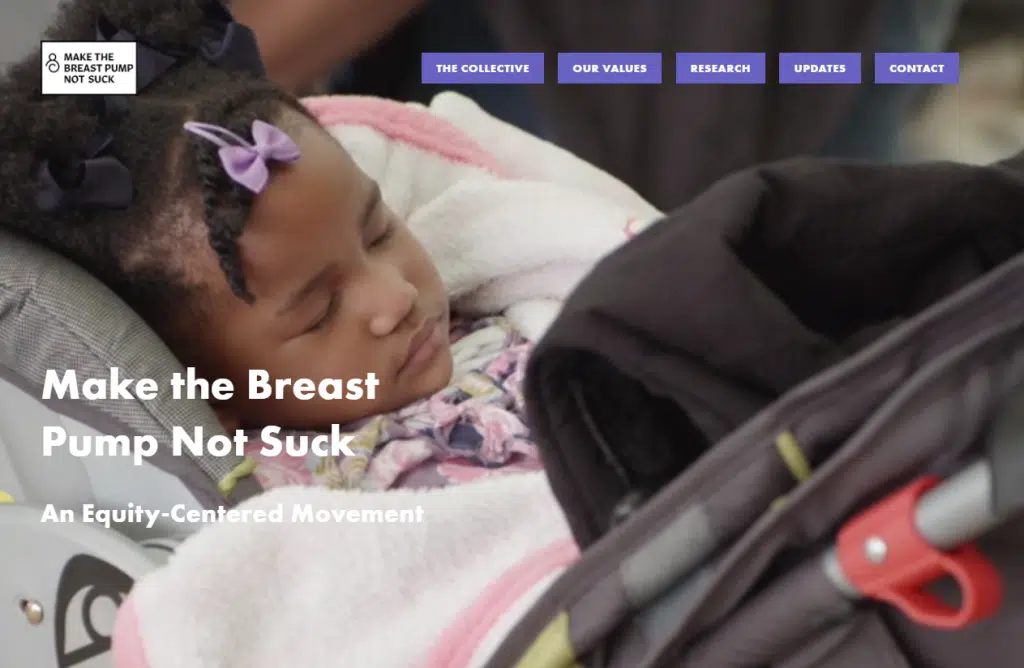 MAKE THE
BREAST PUMP
NOT SUCK
THE COLLECTIVE
OUR VALUES
RESEARCH
UPDATES
CONTACT
Make the Breast
Pump Not Suck
An Equity-Centered Movement